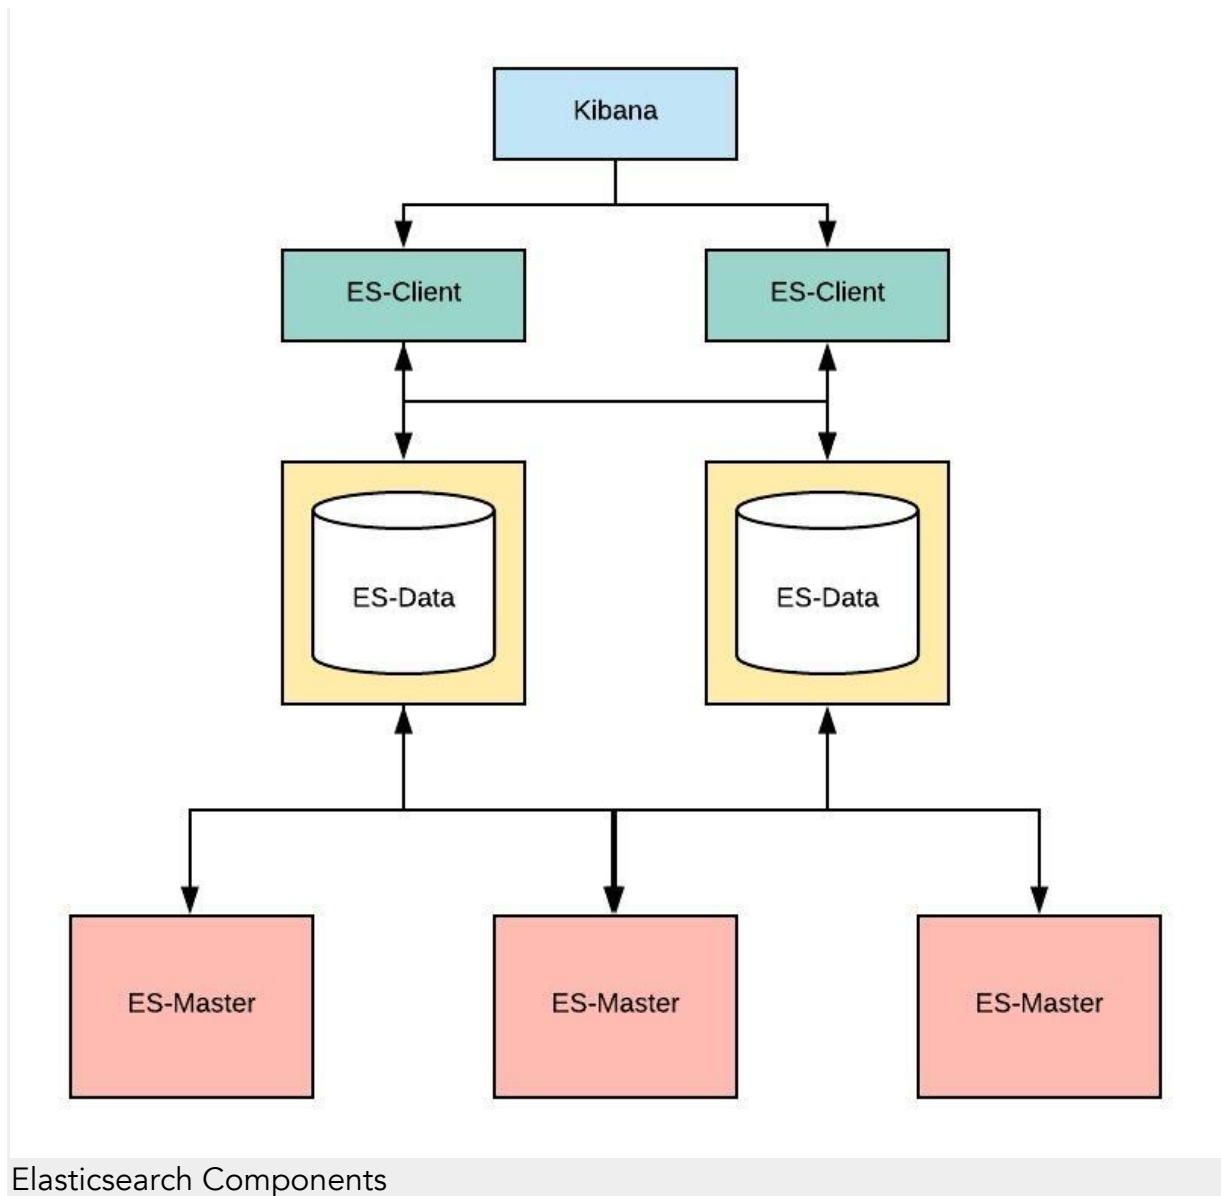 Kibana
ES-Client
ES-Client
ES-Data
ES-Data
ES-Master
ES-Master
ES-Master
Elasticsearch Components